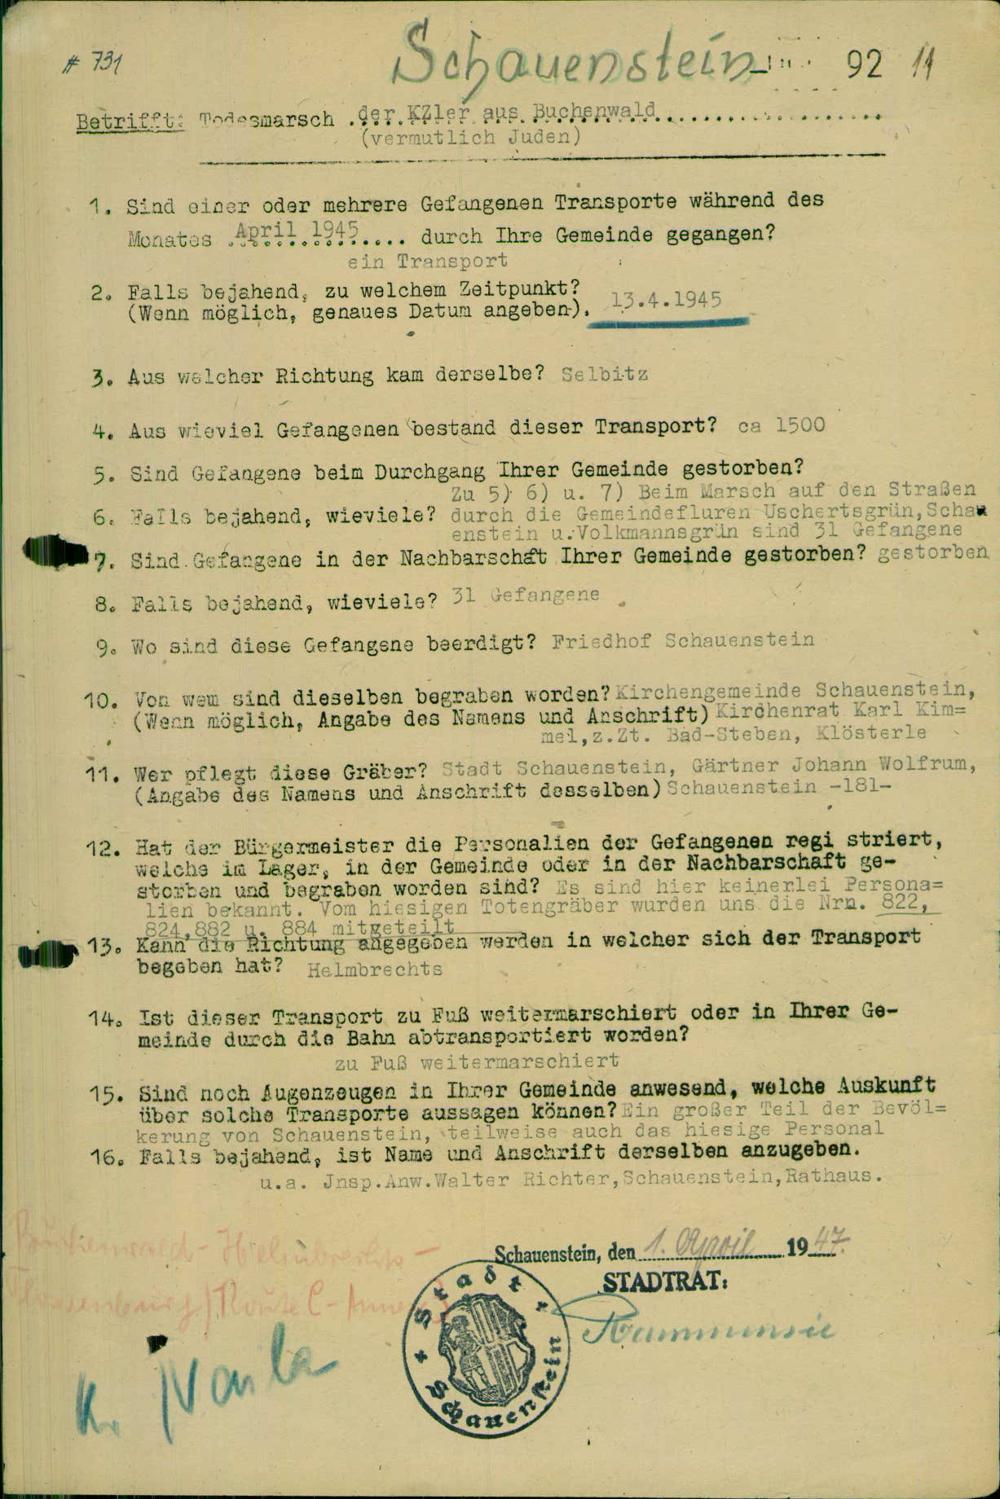 # 731 Schauenstein 92 11
Betrifft: Todesmarsch der KZler aus Buchenwald
(vermutlich Juden)
1. Sind einer oder mehrere Gefangenen Transporte während des
Monates April 1945 durch Ihre Gemeinde gegangen?
ein Transport
2. Falls bejahend, zu welchem Zeitpunkt?
(Wenn möglich, genaues Datum angeben). 13.4.1945
3. Aus welcher Richtung kam derselbe? Selbitz
4. Aus wieviel Gefangenen bestand dieser Transport? ca 1500
5. Sind Gefangene beim Durchgang Ihrer Gemeinde gestorben?
Zu 5) 6) u. 7) Beim Marsch auf den Straßen
6. Falls bejahend, wieviele? durch die Gemeindefluren Uschertsgrün,Schau
enstein u.Volkmannsgrün sind 31 Gefangene
7. Sind Gefangene in der Nachbarschaft Ihrer Gemeinde gestorben? gestorben
8. Falls bejahend, wieviele? 31 Gefangene
9. Wo sind diese Gefangene beerdigt? Friedhof Schauenstein
10. Von wem sind dieselben begraben worden? Kirchengemeinde Schauenstein,
(Wenn möglich, Angabe des Namens und Anschrift) Kirchenrat Karl Kim=
mel,z.Zt. Bad-Steben, Klösterle
11. Wer pflegt diese Gräber? Stadt Schauenstein, Gärtner Johann Wolfrum,
(Angabe des Namens und Anschrift desselben) Schauenstein -181-
12. Hat der Bürgermeister die Personalien der Gefangenen regi striert,
welche im Lager, in der Gemeinde oder in der Nachbarschaft ge-
storben und begraben worden sind? Es sind hier keinerlei Persona=
lien bekannt. Vom hiesigen Totengräber wurden uns die Nrn. 822,
824,882 u. 884 mitgeteilt
13. Kann die Richtung angegeben werden in welcher sich der Transport
begeben hat? Helmbrechts
14. Ist dieser Transport zu Fuß weitermarschiert oder in Ihrer Ge-
meinde durch die Bahn abtransportiert worden?
zu Fuß weitermarschiert
15. Sind noch Augenzeugen in Ihrer Gemeinde anwesend, welche Auskunft
über solche Transporte aussagen können? Ein großer Teil der Bevöl=
kerung von Schauenstein, teilweise auch das hiesige Personal
16. Falls bejahend, ist Name und Anschrift derselben anzugeben.
u.a. Jnsp.Anw.Walter Richter,Schauenstein,Rathaus.
Buchenwald - Helmbrechts -
Flossenbürg / Route C - Annex 3
Schauenstein, den 1. April 1947.
STADTRAT:
Stadt Schauenstein